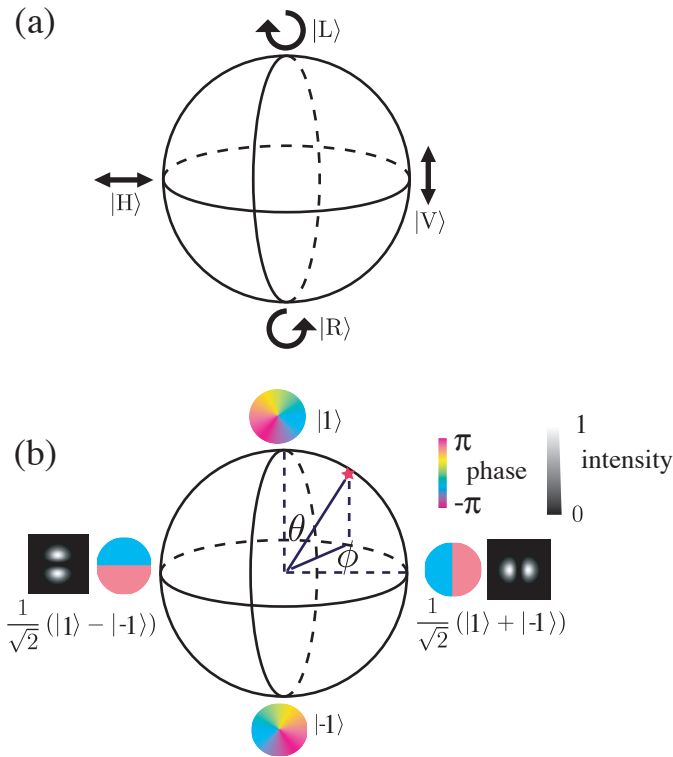 (a)
|L⟩
|H⟩
|V⟩
|R⟩
(b)
|1⟩
π
phase
-π
1
intensity
0
θ
ϕ
1/√2 (|1⟩ − |-1⟩)
1/√2 (|1⟩ + |-1⟩)
|-1⟩